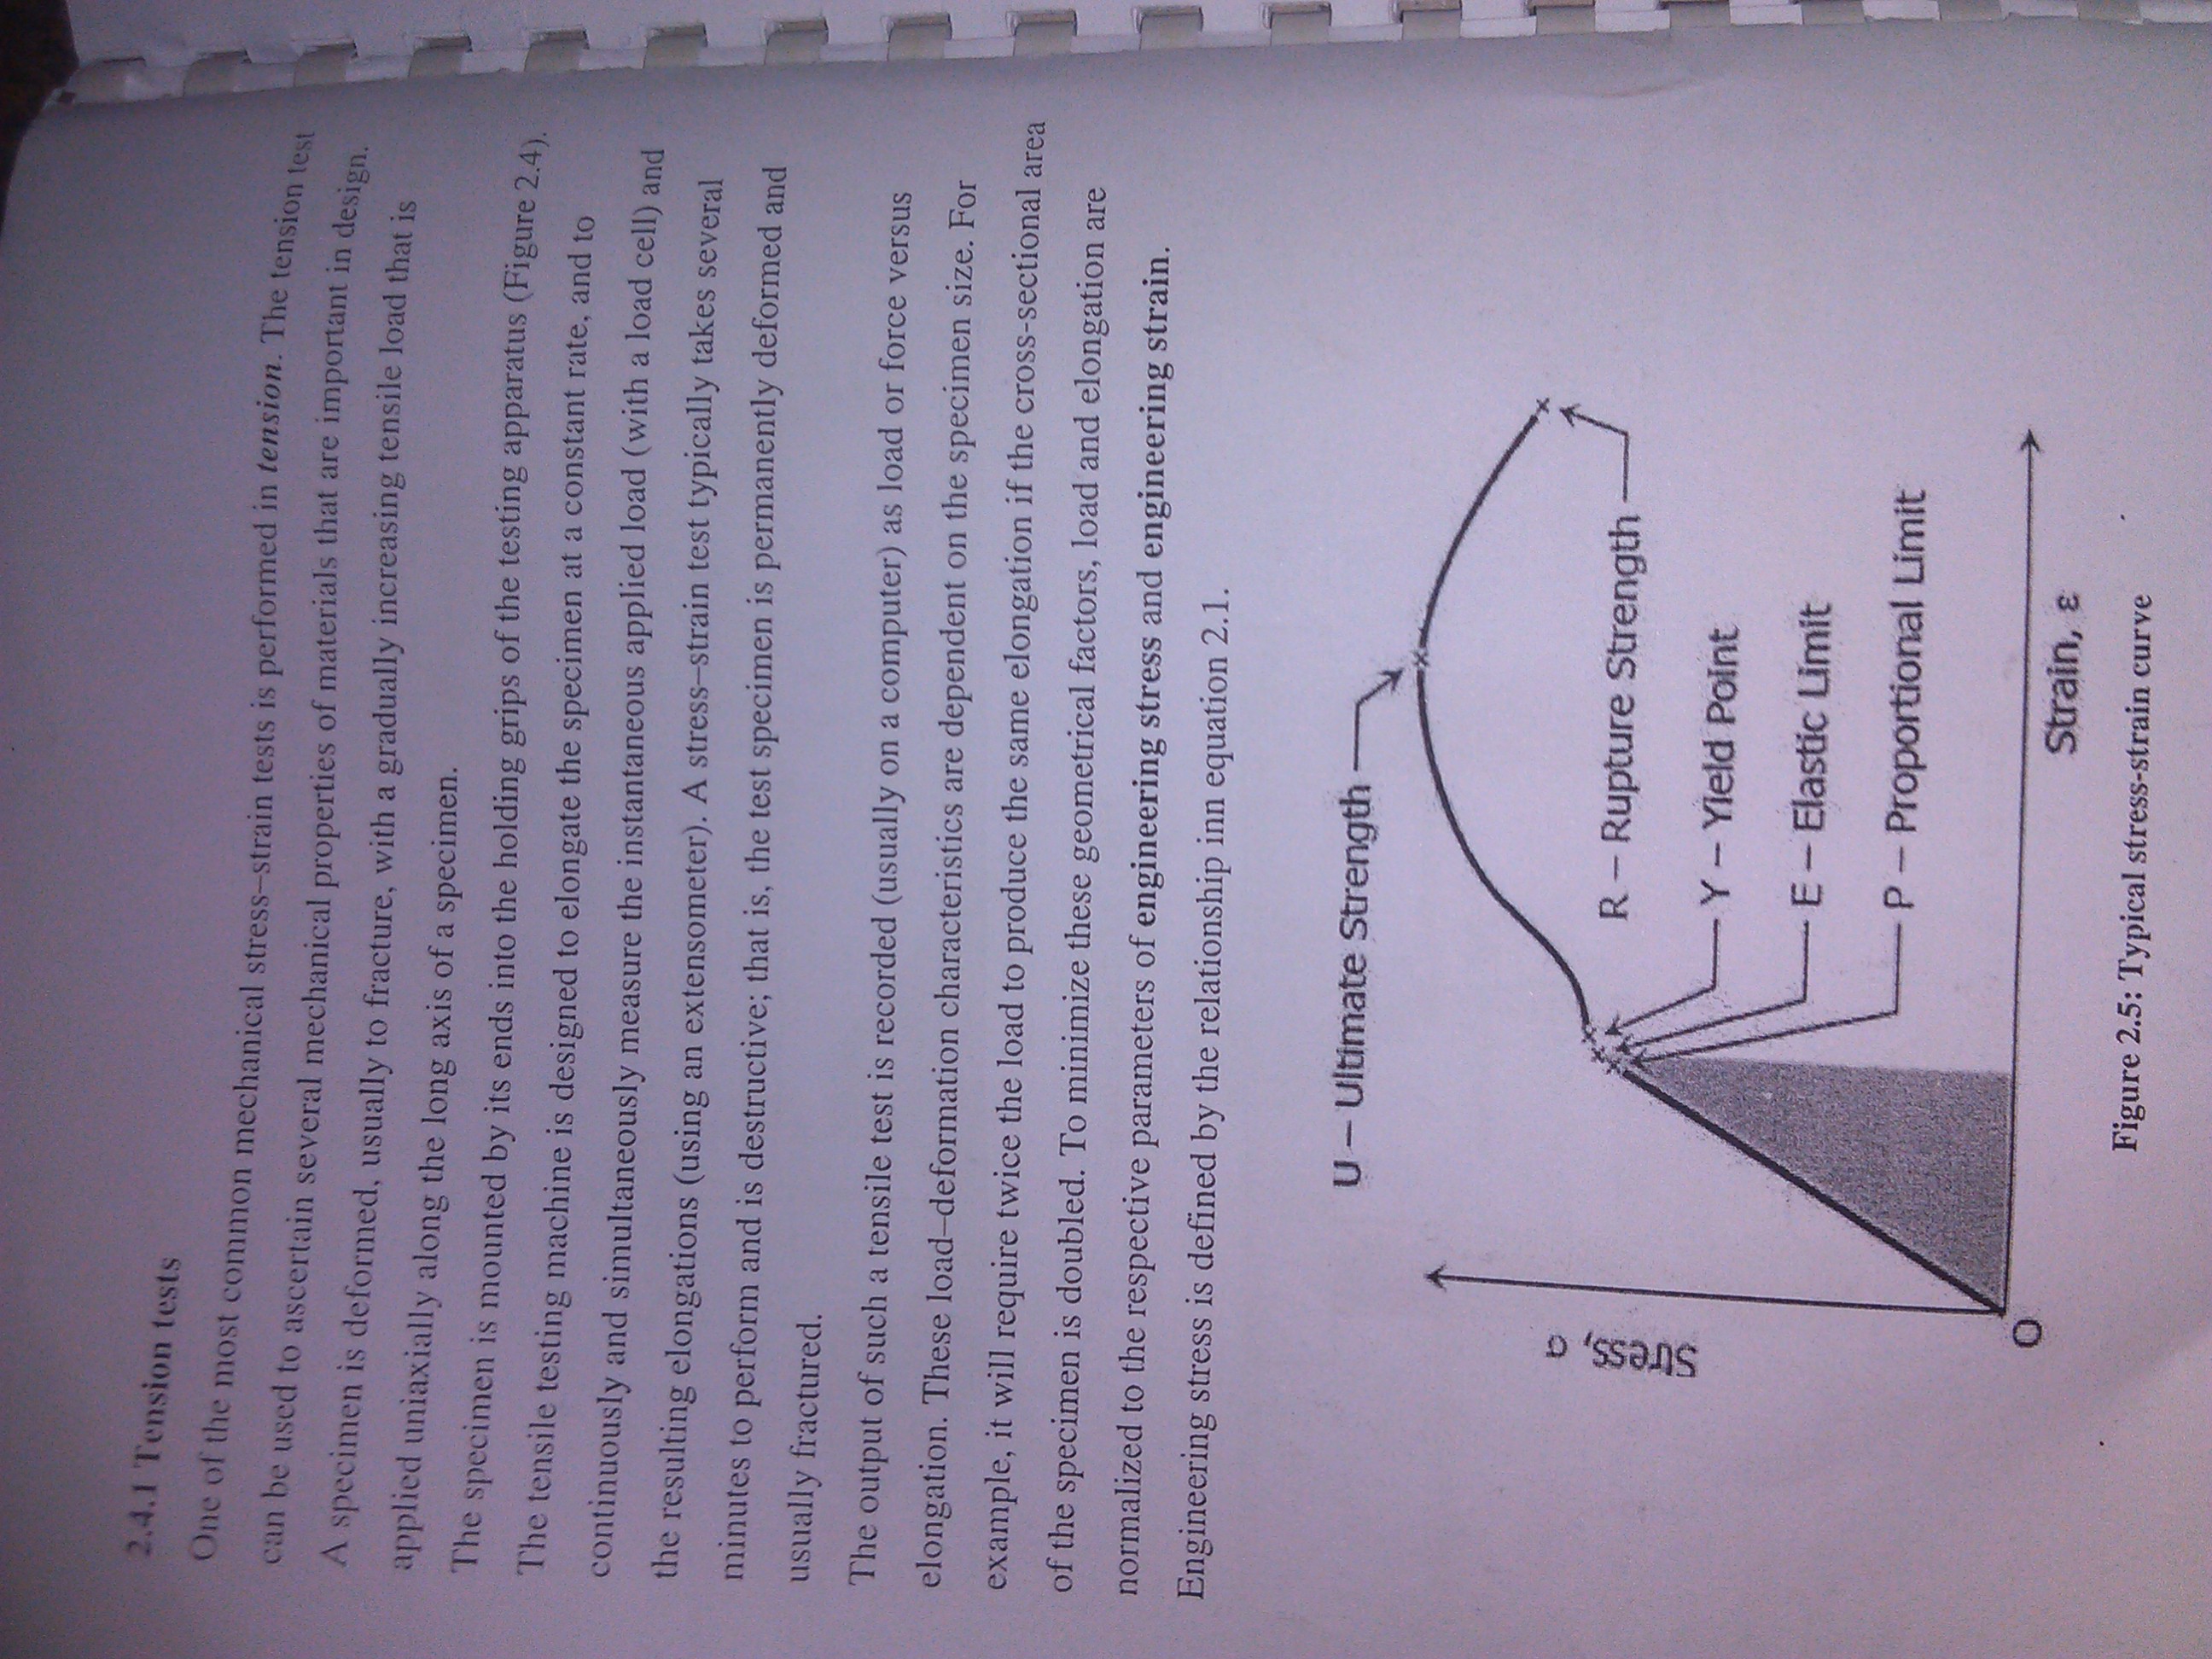 2.4.1 Tension tests
One of the most common mechanical stress–strain tests is performed in tension. The tension test
can be used to ascertain several mechanical properties of materials that are important in design.
A specimen is deformed, usually to fracture, with a gradually increasing tensile load that is
applied uniaxially along the long axis of a specimen.
The specimen is mounted by its ends into the holding grips of the testing apparatus (Figure 2.4).
The tensile testing machine is designed to elongate the specimen at a constant rate, and to
continuously and simultaneously measure the instantaneous applied load (with a load cell) and
the resulting elongations (using an extensometer). A stress–strain test typically takes several
minutes to perform and is destructive; that is, the test specimen is permanently deformed and
usually fractured.
The output of such a tensile test is recorded (usually on a computer) as load or force versus
elongation. These load–deformation characteristics are dependent on the specimen size. For
example, it will require twice the load to produce the same elongation if the cross-sectional area
of the specimen is doubled. To minimize these geometrical factors, load and elongation are
normalized to the respective parameters of engineering stress and engineering strain.
Engineering stress is defined by the relationship inn equation 2.1.
U – Ultimate Strength
Stress, σ
R – Rupture Strength
Y – Yield Point
E – Elastic Limit
P – Proportional Limit
O
Strain, ε
Figure 2.5: Typical stress-strain curve